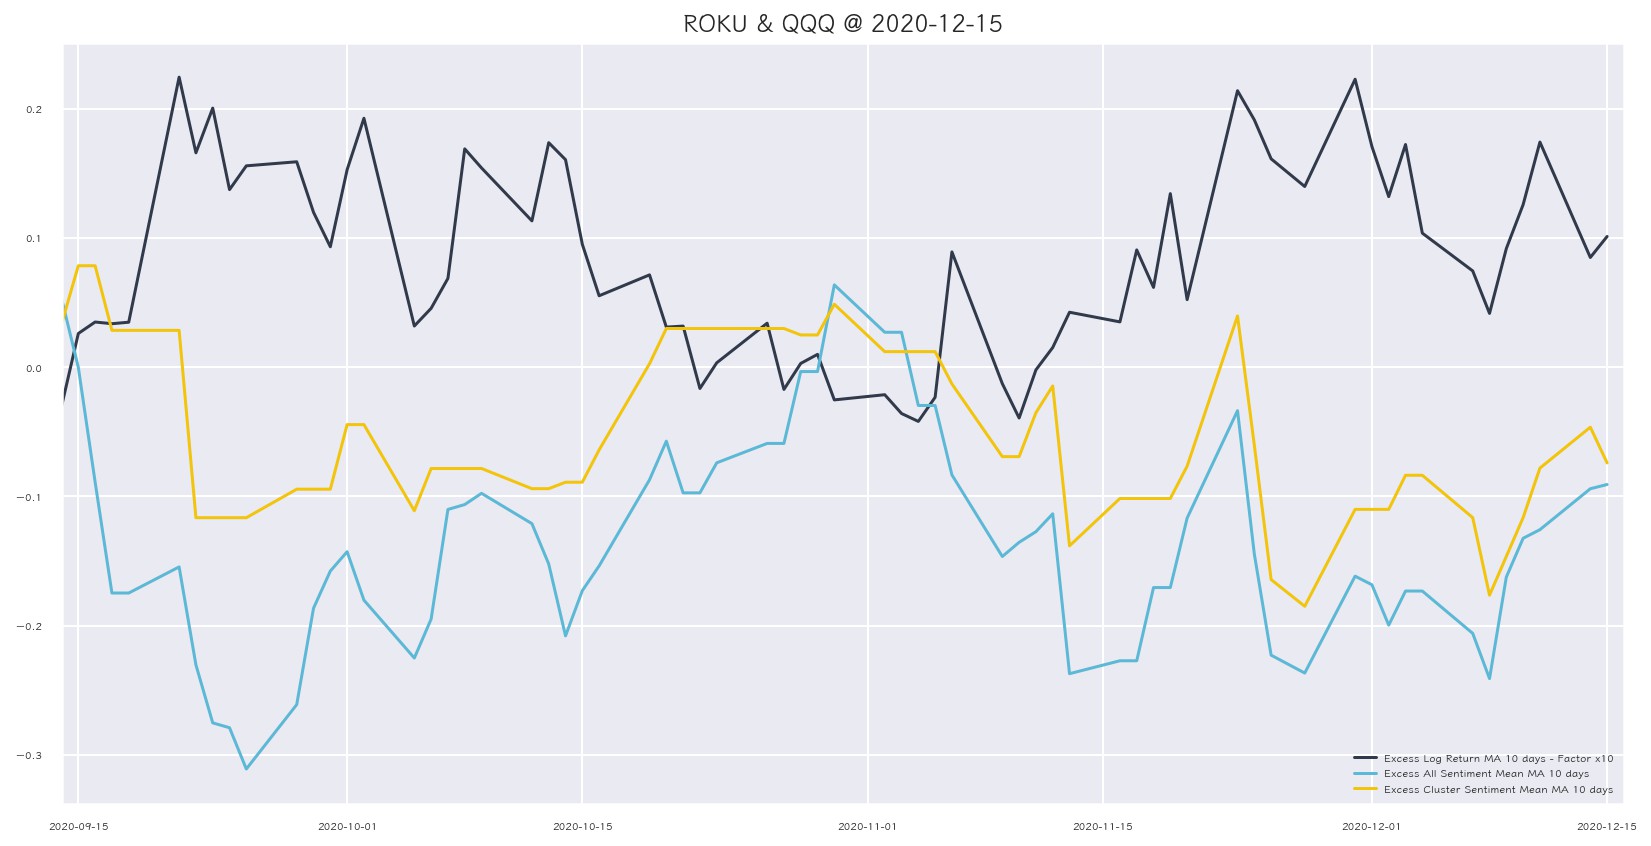 ROKU & QQQ @ 2020-12-15
0.2
0.1
0.0
−0.1
−0.2
−0.3
Excess Log Return MA 10 days - Factor x10
Excess All Sentiment Mean MA 10 days
Excess Cluster Sentiment Mean MA 10 days
2020-09-15 2020-10-01 2020-10-15 2020-11-01 2020-11-15 2020-12-01 2020-12-15